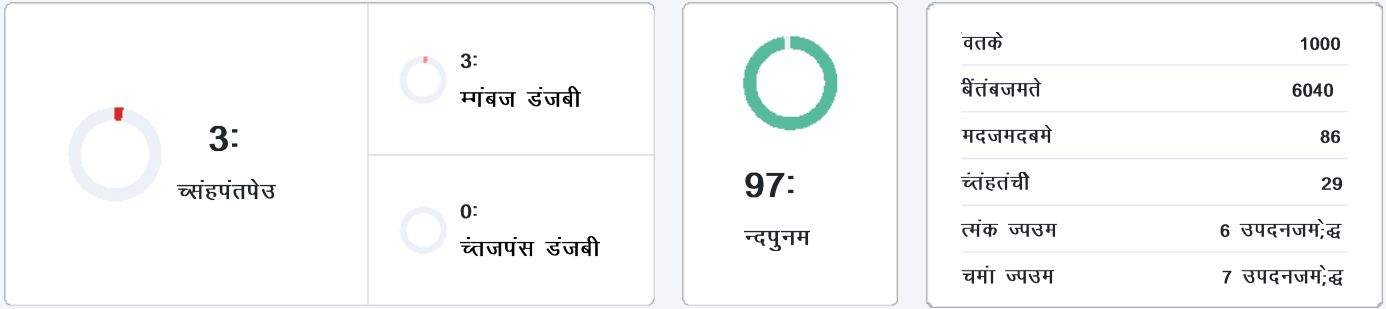 3:
च्संहपंतपेउ
3:
म्गंबज डंजबी
0:
च्ंतजपंस डंजबी
97:
न्दपुनम
वतके
1000
बींतंबजमते
6040
मदजमदबमे
86
च्ंतंहतंची
29
त्मंक ज्पउम
6 उपदनजम;ेद्ध
चमां ज्पउम
7 उपदनजम;ेद्ध